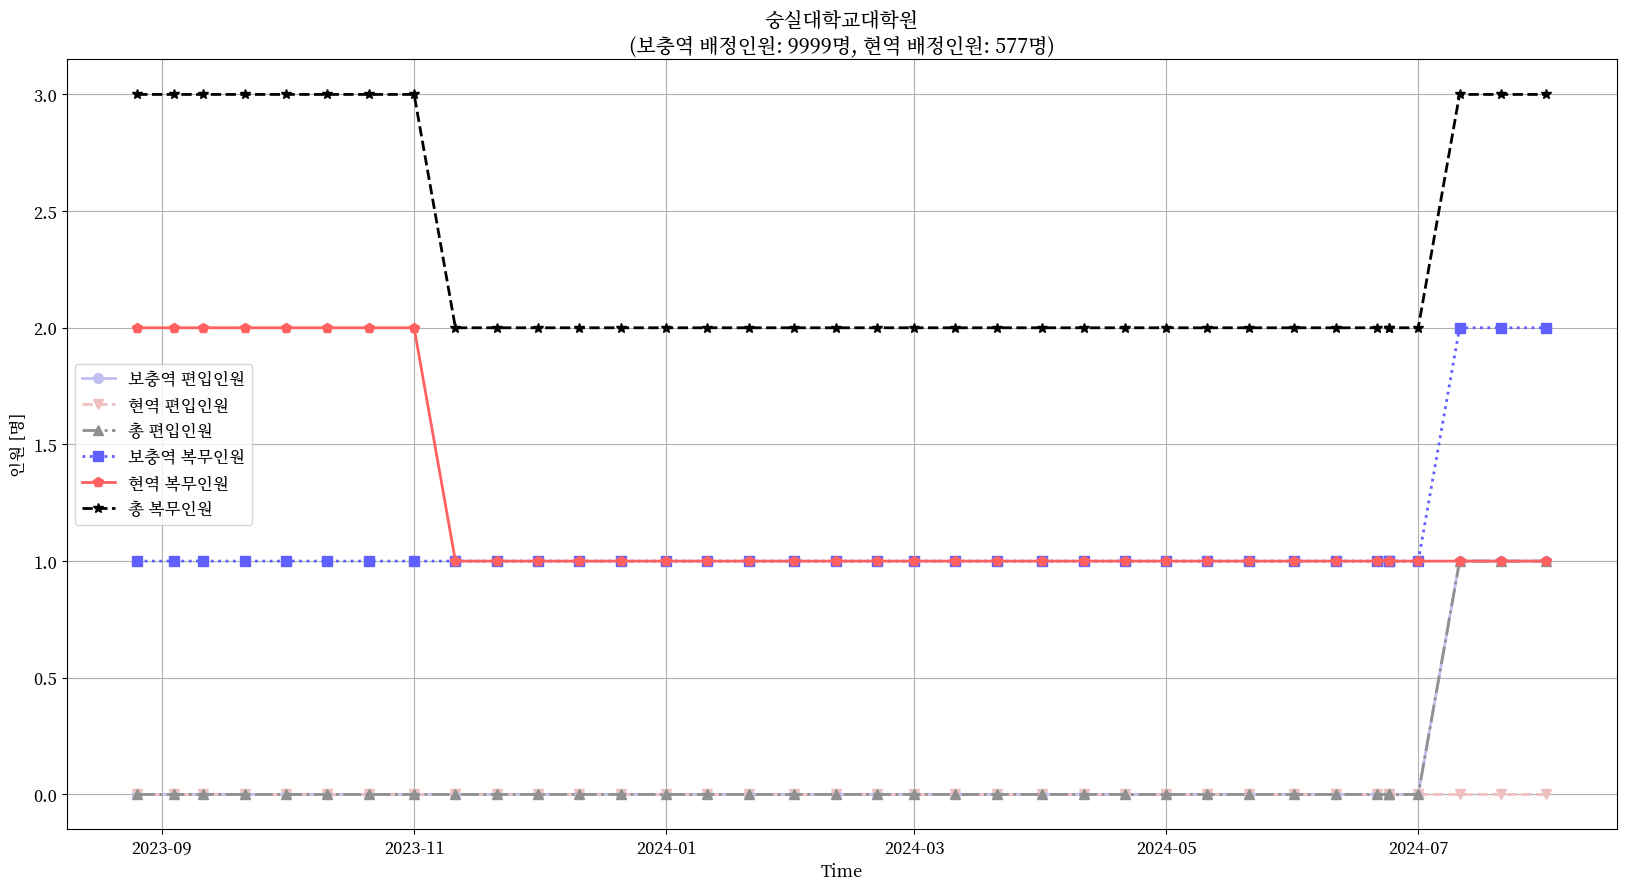 숭실대학교대학원
(보충역 배정인원: 9999명, 현역 배정인원: 577명)
3.0
2.5
2.0
1.5
1.0
0.5
0.0
인원 [명]
보충역 편입인원
현역 편입인원
총 편입인원
보충역 복무인원
현역 복무인원
총 복무인원
2023-09
2023-11
2024-01
2024-03
2024-05
2024-07
Time